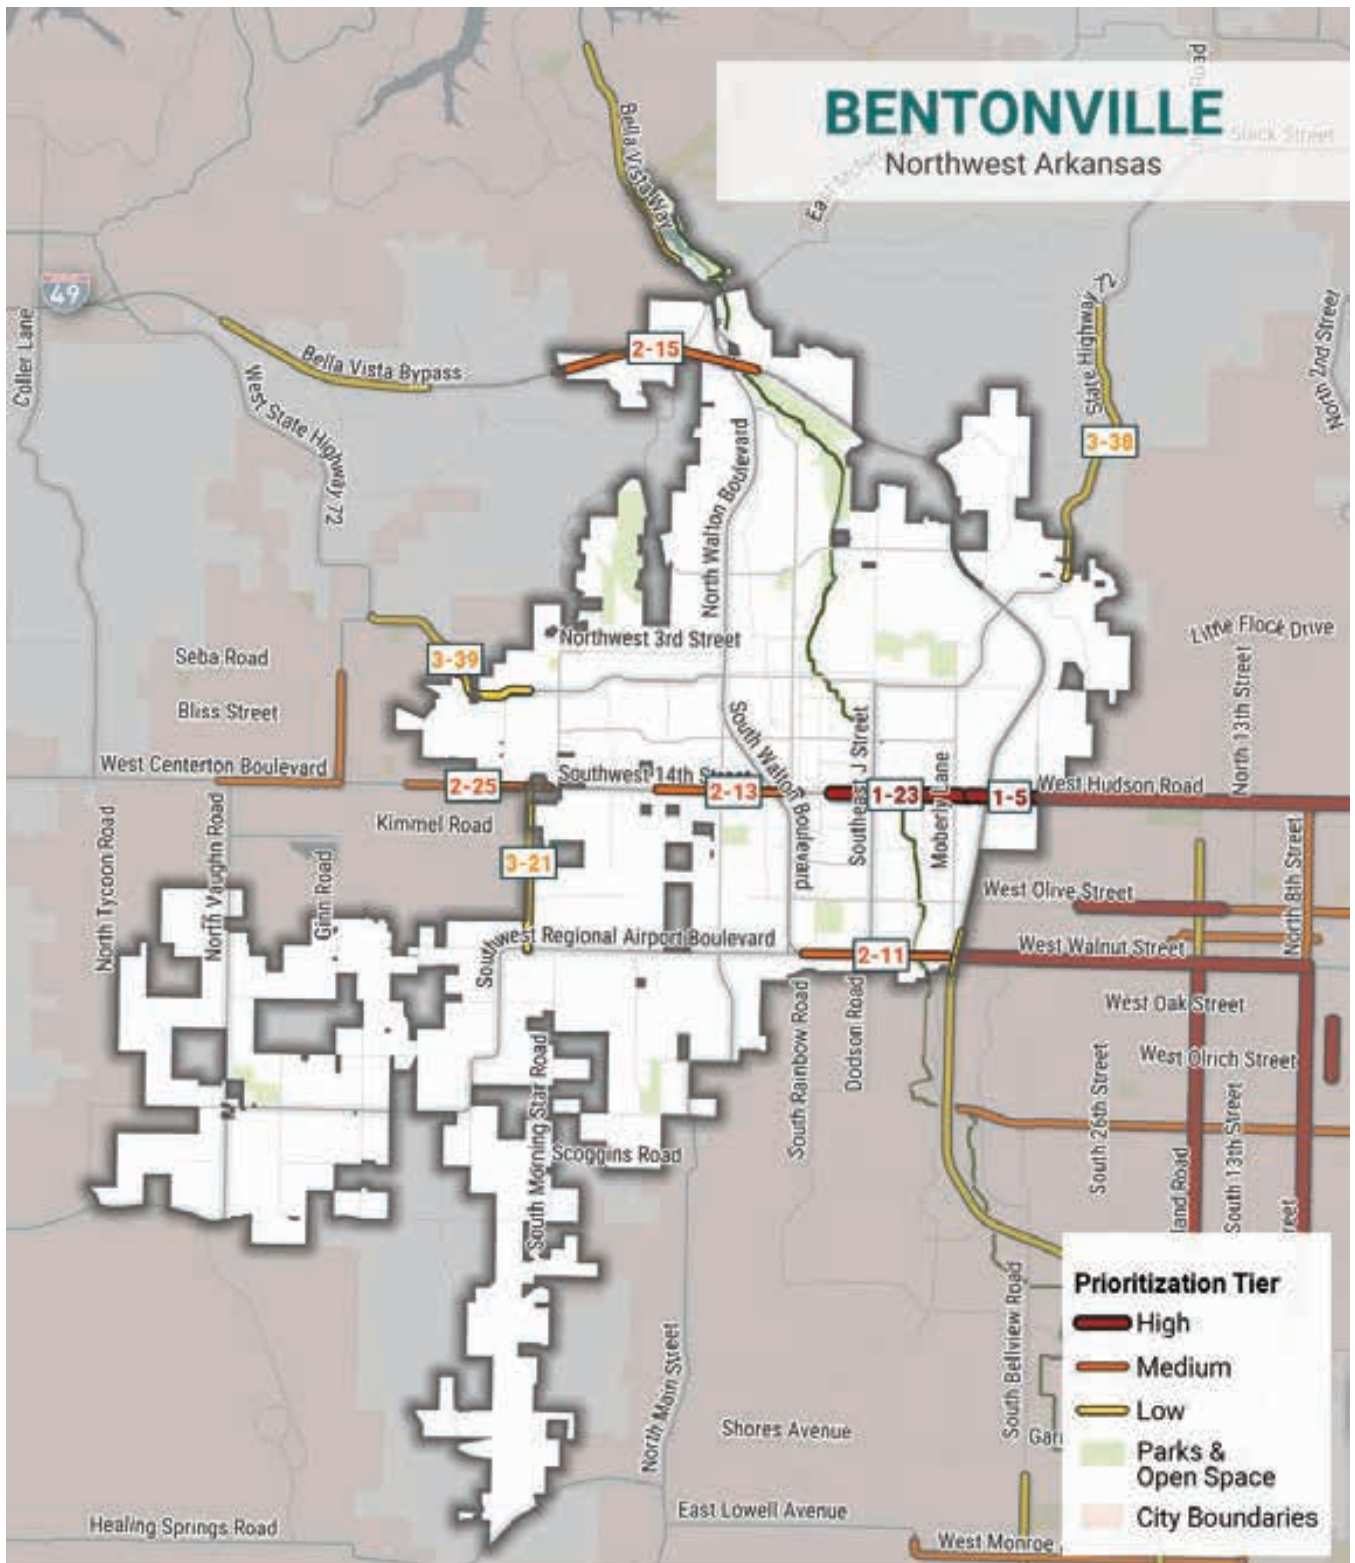 BENTONVILLE
Northwest Arkansas
Slack Street
Bella Vista Way
49
Coller Lane
2-15
Bella Vista Bypass
West State Highway 72
State Highway 72
North 2nd Street
3-38
North Walton Boulevard
Northwest 3rd Street
Little Flock Drive
Seba Road
3-39
North 13th Street
Bliss Street
South Walton Boulevard
Southeast J Street
Moberly Lane
West Centerton Boulevard
2-25
Southwest 14th Street
2-13
1-23
1-5
West Hudson Road
Kimmel Road
North Tycoon Road
North Vaughn Road
Ginn Road
3-21
West Olive Street
North 8th Street
Southwest Regional Airport Boulevard
2-11
West Walnut Street
West Oak Street
West Olrich Street
South Rainbow Road
Dodson Road
South 26th Street
South 13th Street
land Road
reet
South Morning Star Road
Scoggins Road
Prioritization Tier
High
Medium
Low
Parks &
Open Space
City Boundaries
South Bellview Road
North Main Street
Shores Avenue
Gar
East Lowell Avenue
Healing Springs Road
West Monroe